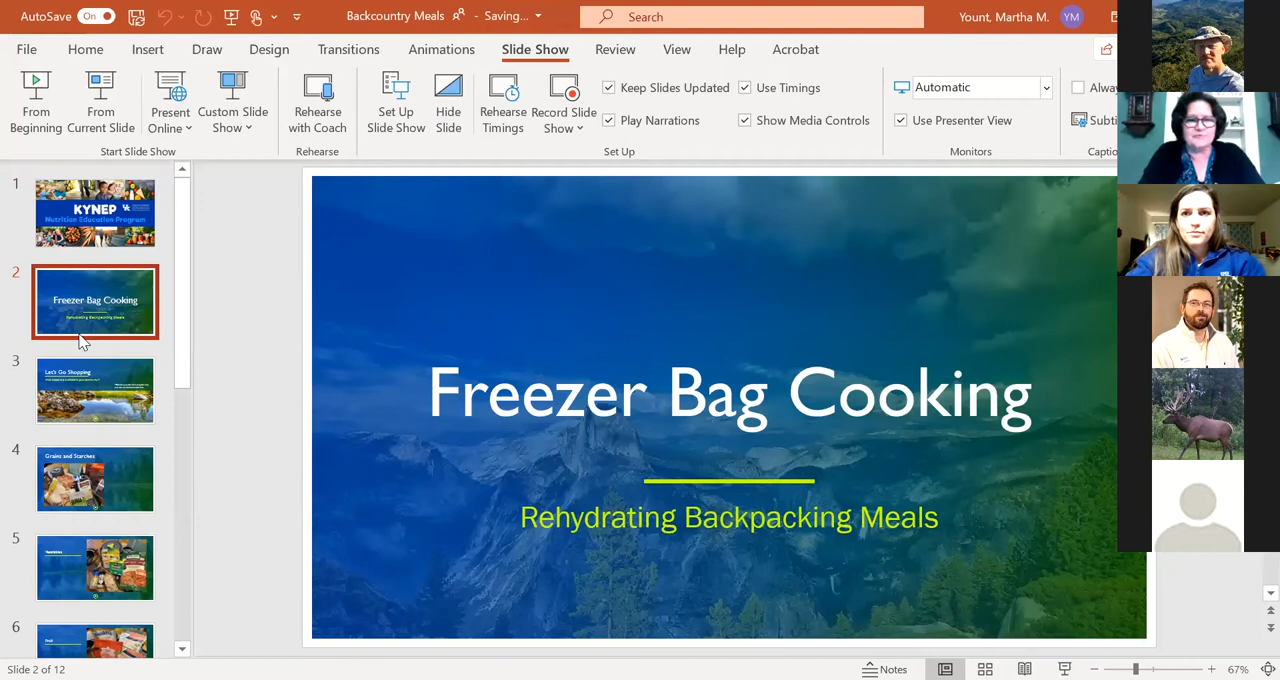 AutoSave On Backcountry Meals - Saving... Search Yount, Martha M. YM
File Home Insert Draw Design Transitions Animations Slide Show Review View Help Acrobat
From Beginning
From Current Slide
Present Online
Custom Slide Show
Start Slide Show
Rehearse with Coach
Rehearse
Set Up Slide Show
Hide Slide
Rehearse Timings
Record Slide Show
Keep Slides Updated
Use Timings
Play Narrations
Show Media Controls
Set Up
Automatic
Use Presenter View
Monitors
1
KYNEP
Nutrition Education Program
2
Freezer Bag Cooking
Rehydrating Backpacking Meals
3
Let's Go Shopping
4
Grains and Starches
5
Vegetables
6
Fruit
Freezer Bag Cooking
Rehydrating Backpacking Meals
Slide 2 of 12
Notes
67%